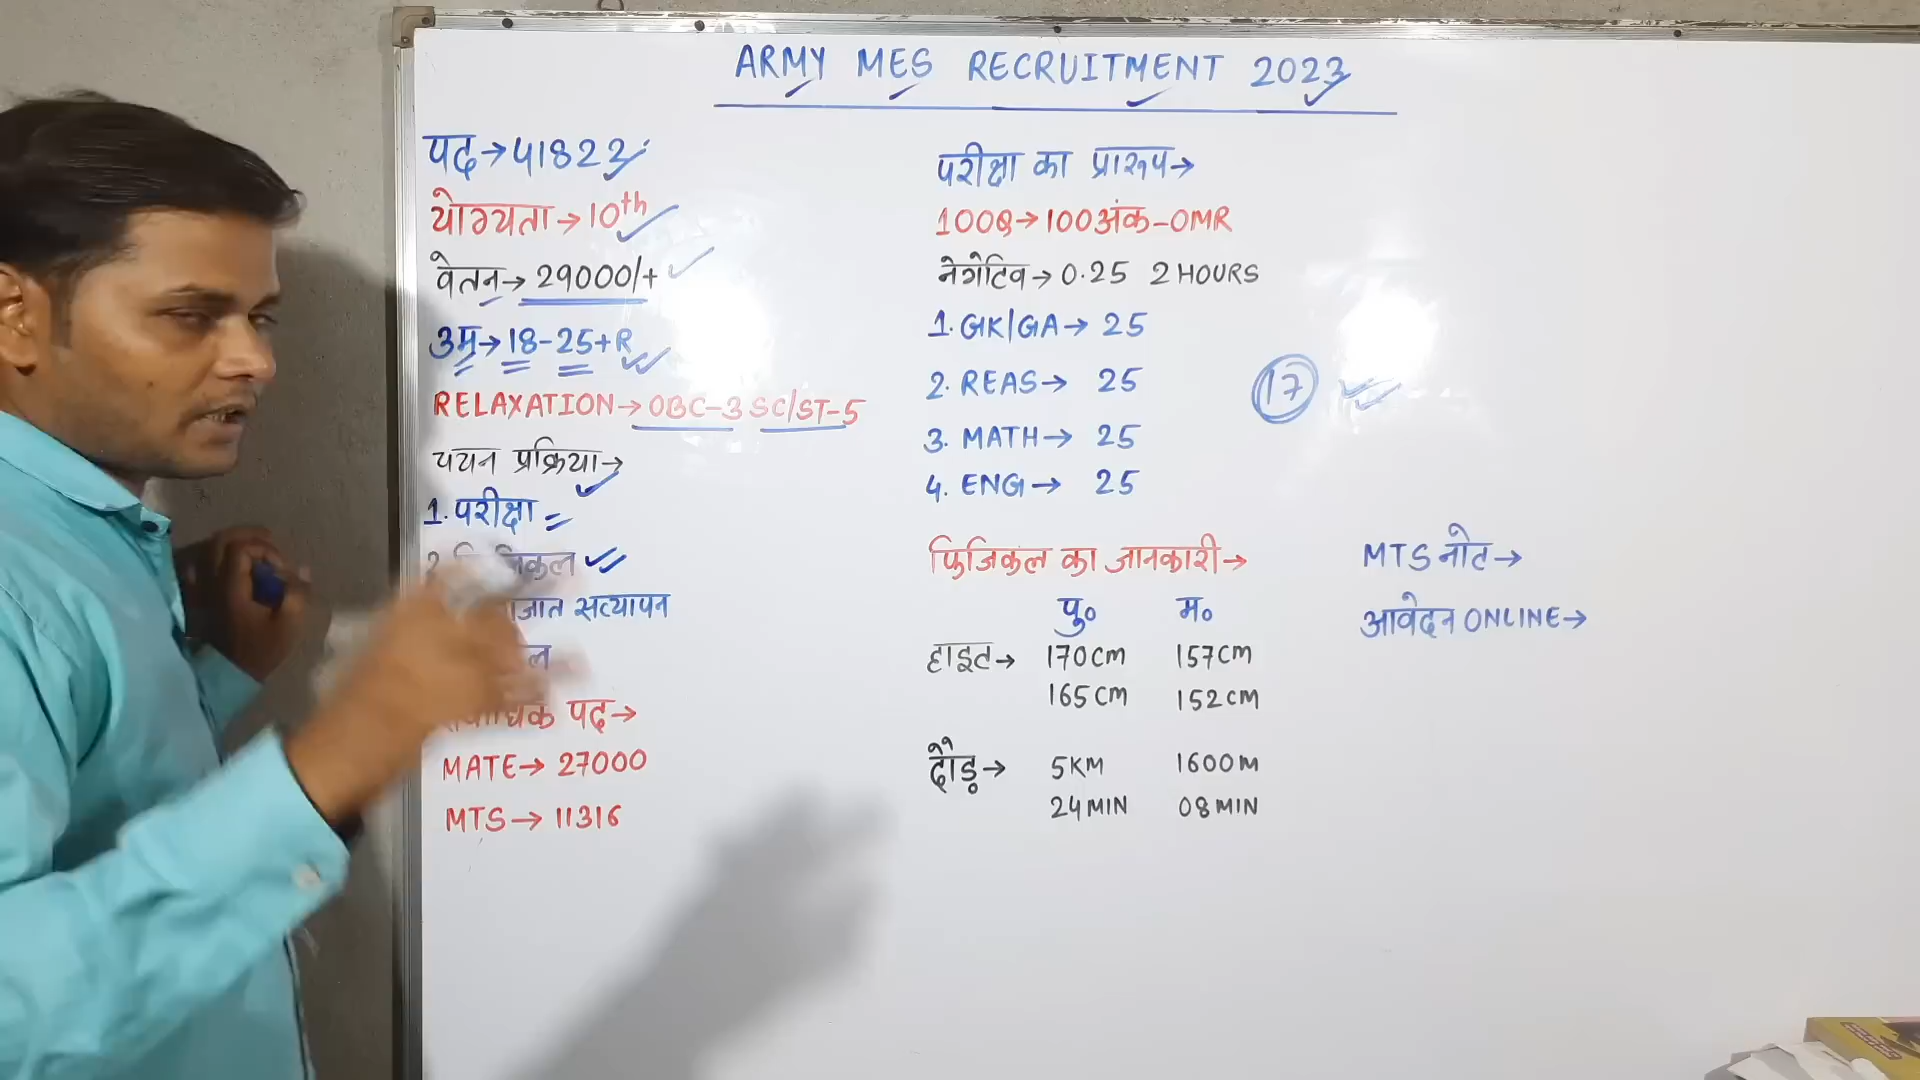 ARMY MES RECRUITMENT 2023
पद→41823
योग्यता→10th
वेतन→29000/+
उम्र→18-25+R
RELAXATION→OBC-3 SC/ST-5
चयन प्रक्रिया→
1. परीक्षा
सत्यापन
पद→
MATE→27000
MTS→11316
परीक्षा का प्रारूप→
100Q→100अंक-OMR
नेगेटिव→0.25 2 HOURS
1. GK/GA→ 25
2. REAS→ 25
3. MATH→ 25
4. ENG→ 25
17
फिजिकल का जानकारी→
पु० म०
हाइट→ 170CM 157CM
165CM 152CM
दौड़→ 5KM 1600M
24MIN 08MIN
MTS नोट→
आवेदन ONLINE→